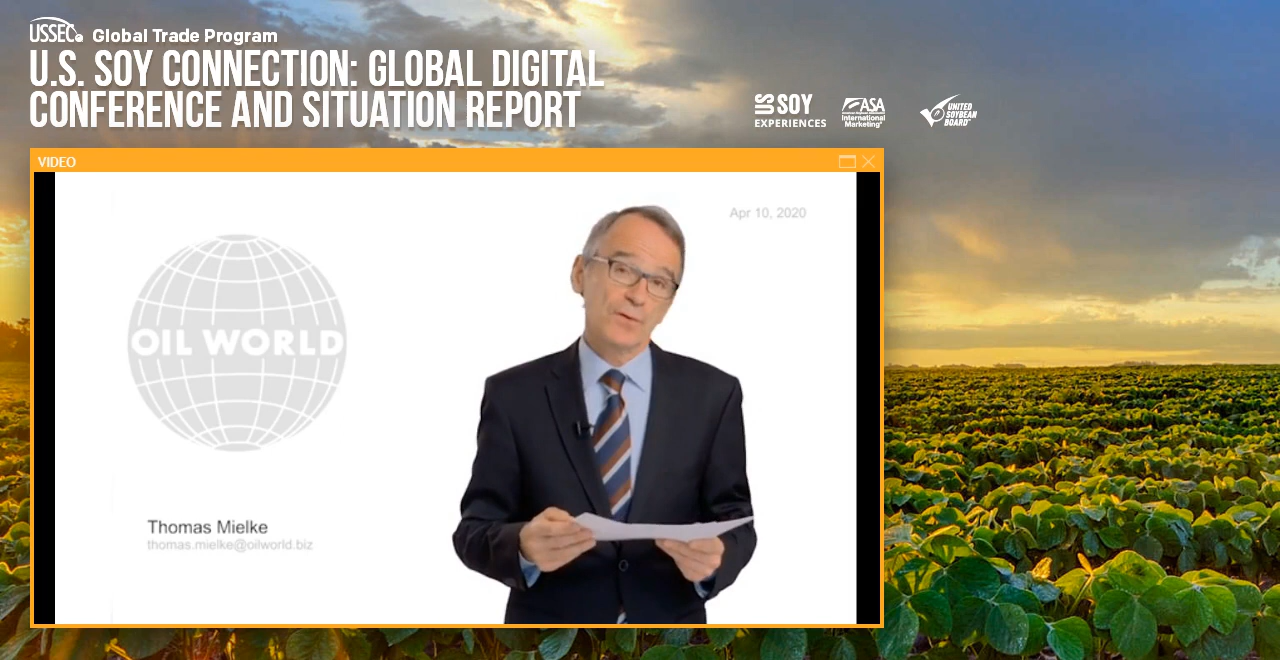 USSEC
Global Trade Program
U.S. SOY CONNECTION: GLOBAL DIGITAL
CONFERENCE AND SITUATION REPORT
US SOY
EXPERIENCES
ASA
International
Marketing
UNITED
SOYBEAN
BOARD
VIDEO
Apr 10, 2020
OIL WORLD
Thomas Mielke
thomas.mielke@oilworld.biz